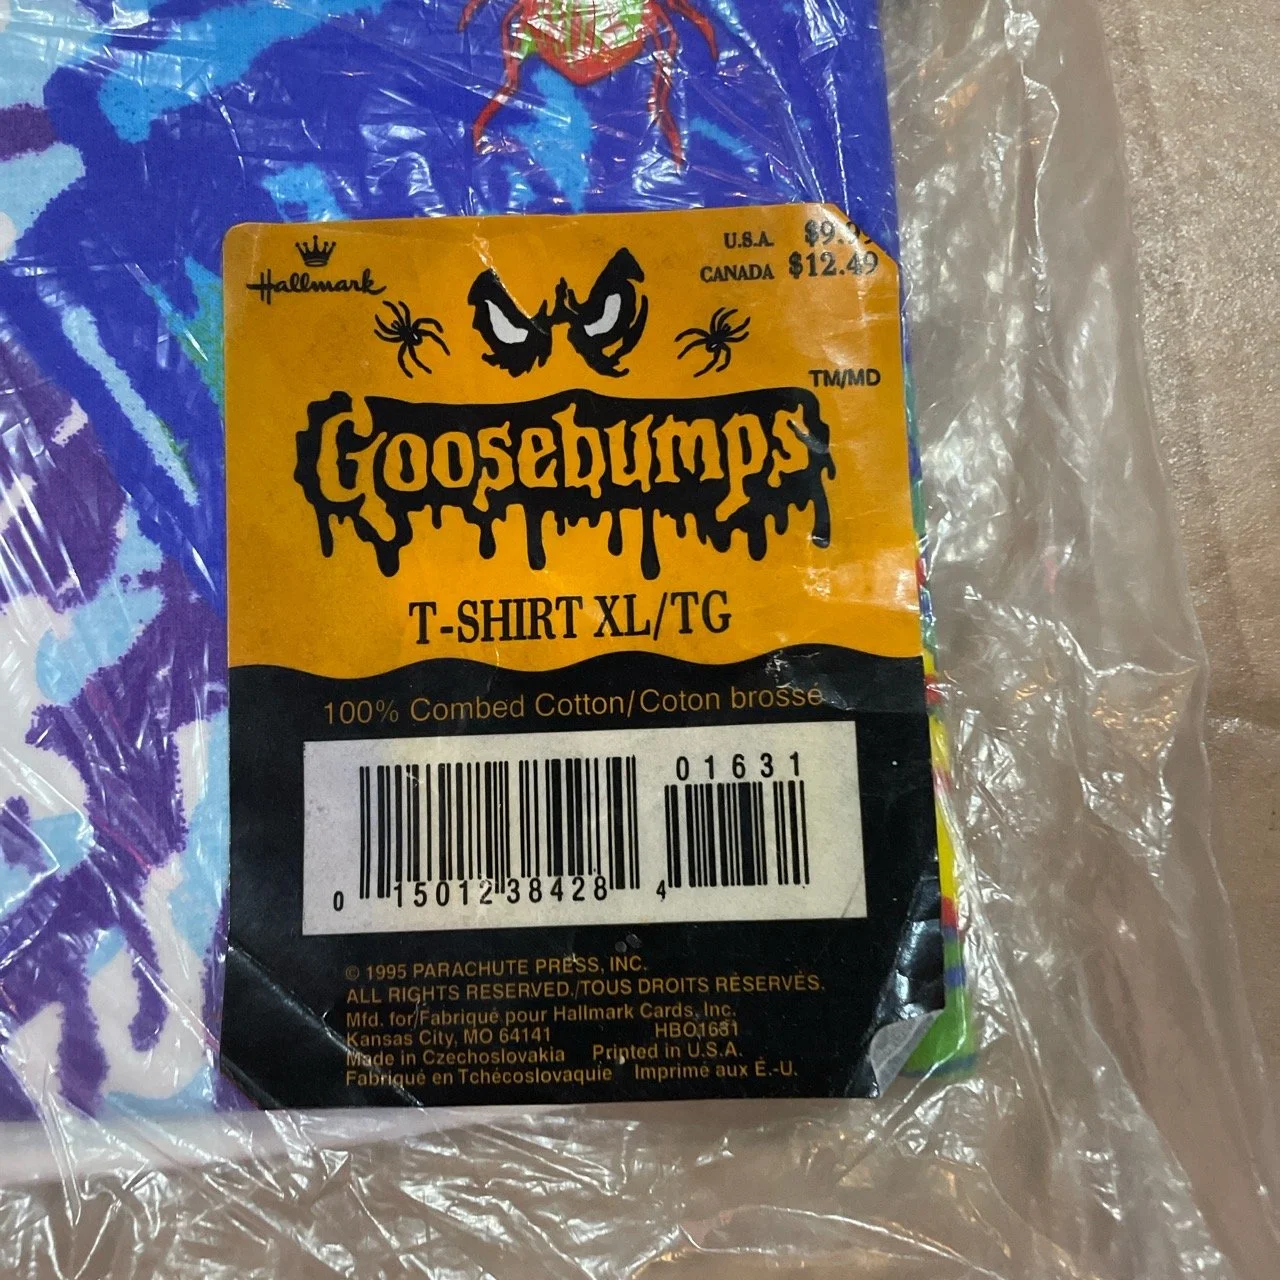 Hallmark
U.S.A. $9.99
CANADA $12.49
TM/MD
Goosebumps
T-SHIRT XL/TG
100% Combed Cotton/Coton brossé
01631
0 15012 38428 4
© 1995 PARACHUTE PRESS, INC.
ALL RIGHTS RESERVED./TOUS DROITS RÉSERVÉS.
Mfd. for/Fabriqué pour Hallmark Cards, Inc.
Kansas City, MO 64141 HBO1631
Made in Czechoslovakia Printed in U.S.A.
Fabriqué en Tchécoslovaquie Imprimé aux É.-U.